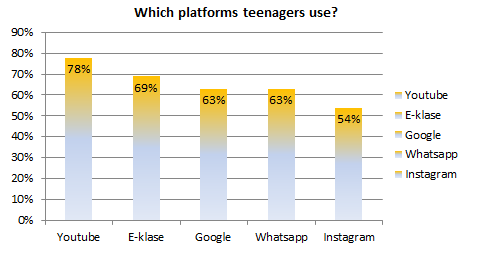 Which platforms teenagers use?
90%
80%
70%
60%
50%
40%
30%
20%
10%
0%
78%
69%
63%
63%
54%
Youtube
E-klase
Google
Whatsapp
Instagram
Youtube
E-klase
Google
Whatsapp
Instagram